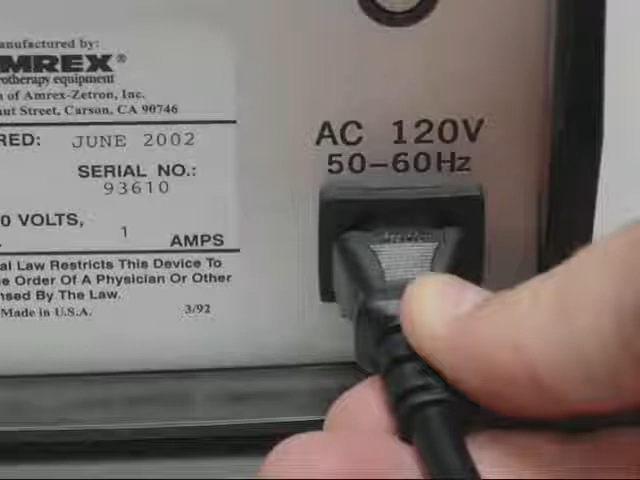 anufactured by:
MREX®
otherapy equipment
n of Amrex-Zetron, Inc.
ut Street, Carson, CA 90746
RED: JUNE 2002
SERIAL NO.:
93610
0 VOLTS,
1 AMPS
al Law Restricts This Device To
e Order Of A Physician Or Other
nsed By The Law.
Made in U.S.A. 3/92
AC 120V
50-60Hz